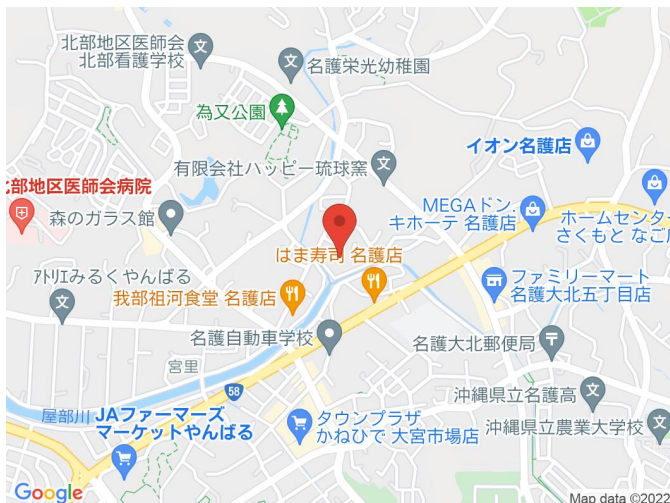 北部地区医師会
北部看護学校
名護栄光幼稚園
為又公園
イオン名護店
有限会社ハッピー琉球窯
北部地区医師会病院
森のガラス館
MEGAドン.
キホーテ 名護店
ホームセンタ
さくもと なご店
はま寿司 名護店
アトリエみるくやんばる
我部祖河食堂 名護店
ファミリーマート
名護大北五丁目店
名護自動車学校
名護大北郵便局
宮里
58
沖縄県立名護高
屋部川
JAファーマーズ
マーケットやんばる
タウンプラザ
かねひで 大宮市場店
沖縄県立農業大学校
Google
Map data ©2022